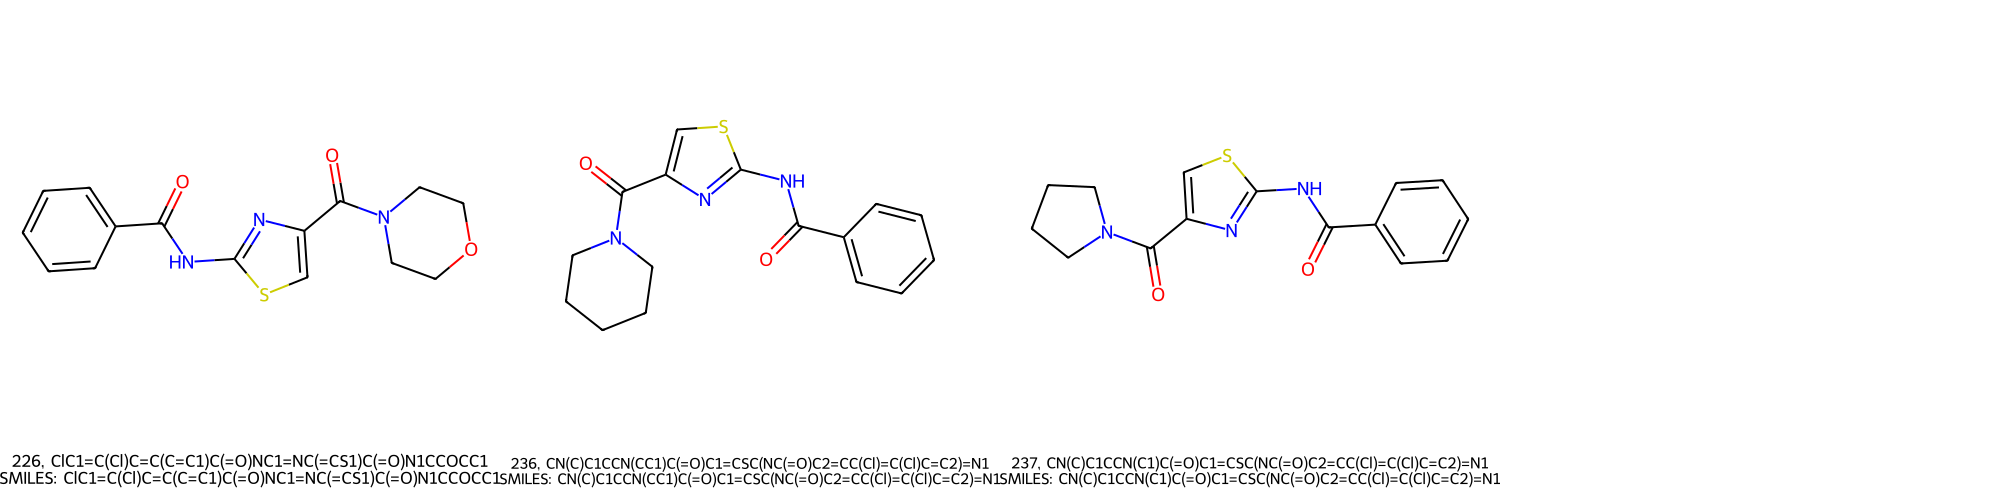 O
HN
N
S
O
N
O
O
N
S
N
NH
O
N
O
S
N
NH
O
226, ClC1=C(Cl)C=C(C=C1)C(=O)NC1=NC(=CS1)C(=O)N1CCOCC1
SMILES: ClC1=C(Cl)C=C(C=C1)C(=O)NC1=NC(=CS1)C(=O)N1CCOCC1
236, CN(C)C1CCN(CC1)C(=O)C1=CSC(NC(=O)C2=CC(Cl)=C(Cl)C=C2)=N1
SMILES: CN(C)C1CCN(CC1)C(=O)C1=CSC(NC(=O)C2=CC(Cl)=C(Cl)C=C2)=N1
237, CN(C)C1CCN(C1)C(=O)C1=CSC(NC(=O)C2=CC(Cl)=C(Cl)C=C2)=N1
SMILES: CN(C)C1CCN(C1)C(=O)C1=CSC(NC(=O)C2=CC(Cl)=C(Cl)C=C2)=N1